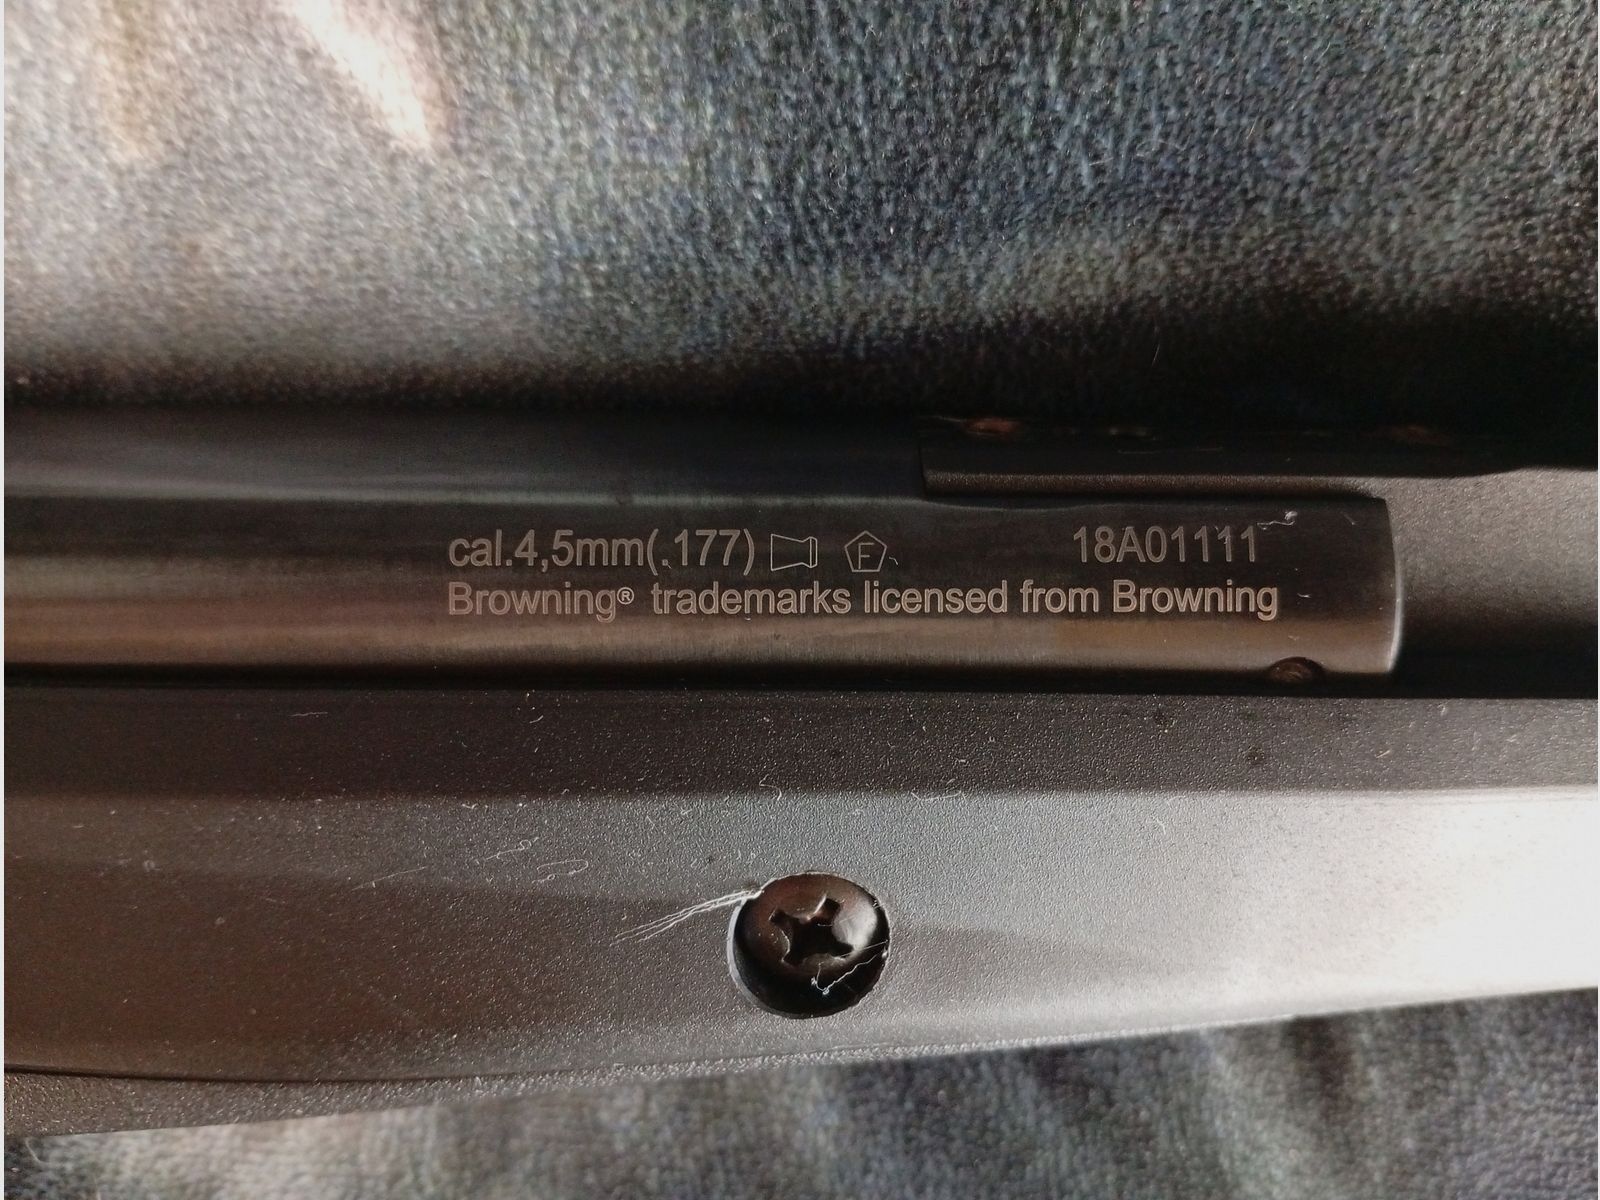 cal.4,5mm(.177) F 18A01111
Browning® trademarks licensed from Browning